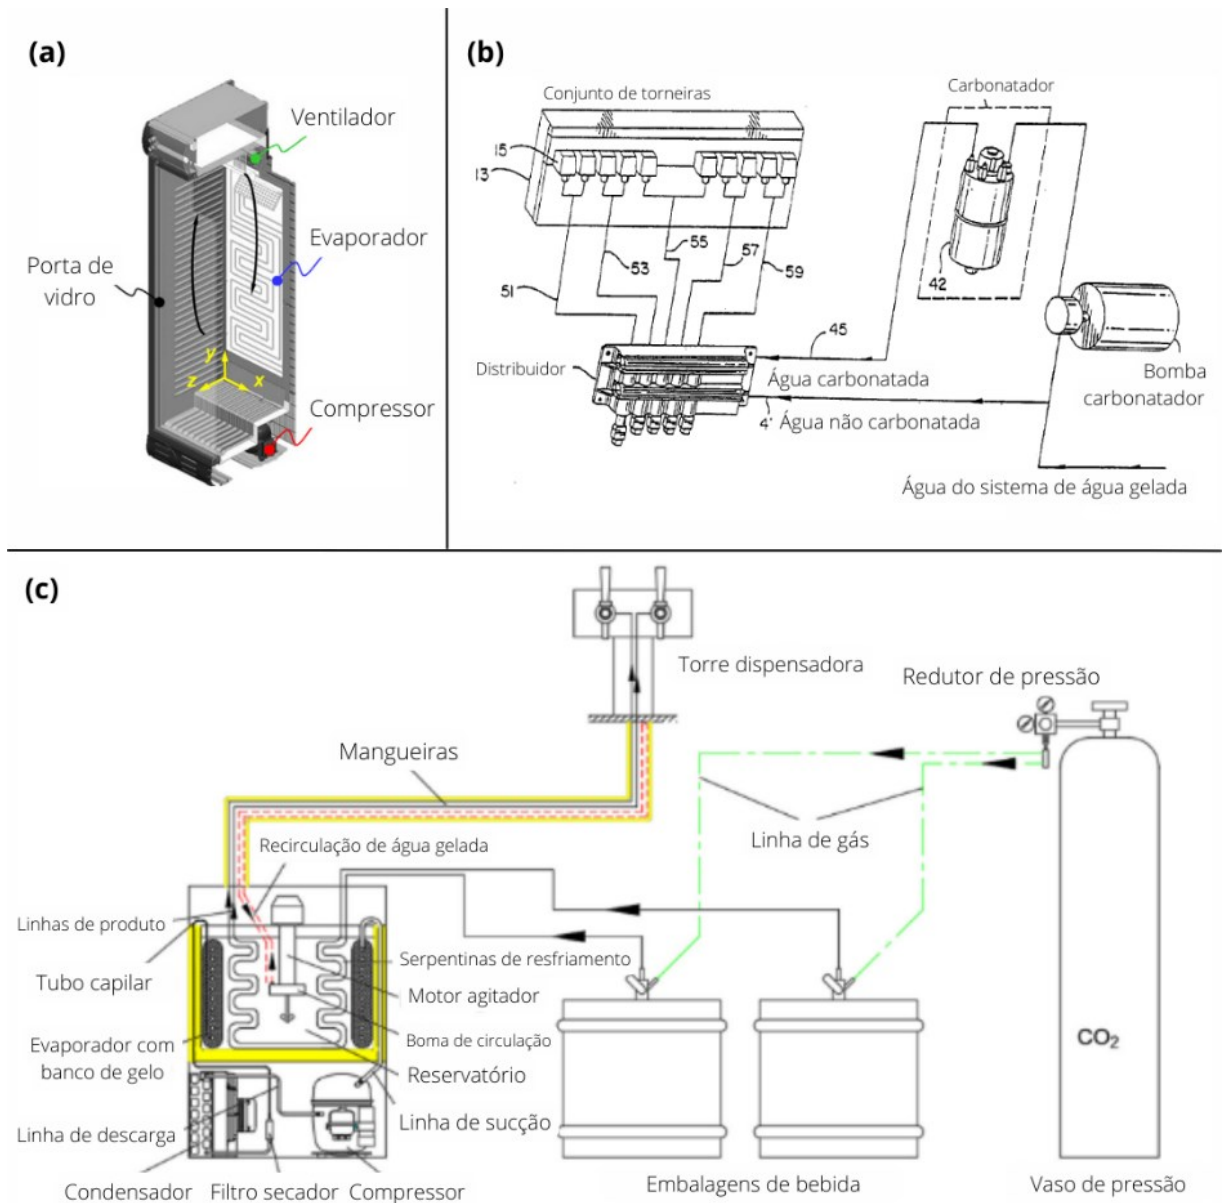 (a)
Ventilador
Evaporador
Porta de
vidro
y
z
x
Compressor
(b)
Carbonatador
Conjunto de torneiras
15
13
42
55
53
57
59
51
45
Distribuidor
Água carbonatada
4'
Água não carbonatada
Bomba
carbonatador
Água do sistema de água gelada
(c)
Torre dispensadora
Redutor de pressão
Mangueiras
Linha de gás
Recirculação de água gelada
Linhas de produto
Serpentinas de resfriamento
Tubo capilar
Motor agitador
Boma de circulação
Evaporador com
banco de gelo
Reservatório
CO2
Linha de sucção
Linha de descarga
Condensador
Filtro secador
Compressor
Embalagens de bebida
Vaso de pressão